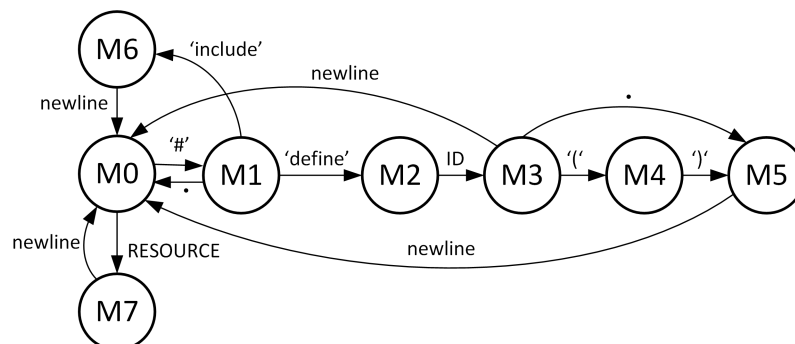 M6
'include'
newline
newline
.
M0
'#'
M1
'define'
M2
ID
M3
'('
M4
')'
M5
.
newline
RESOURCE
newline
M7